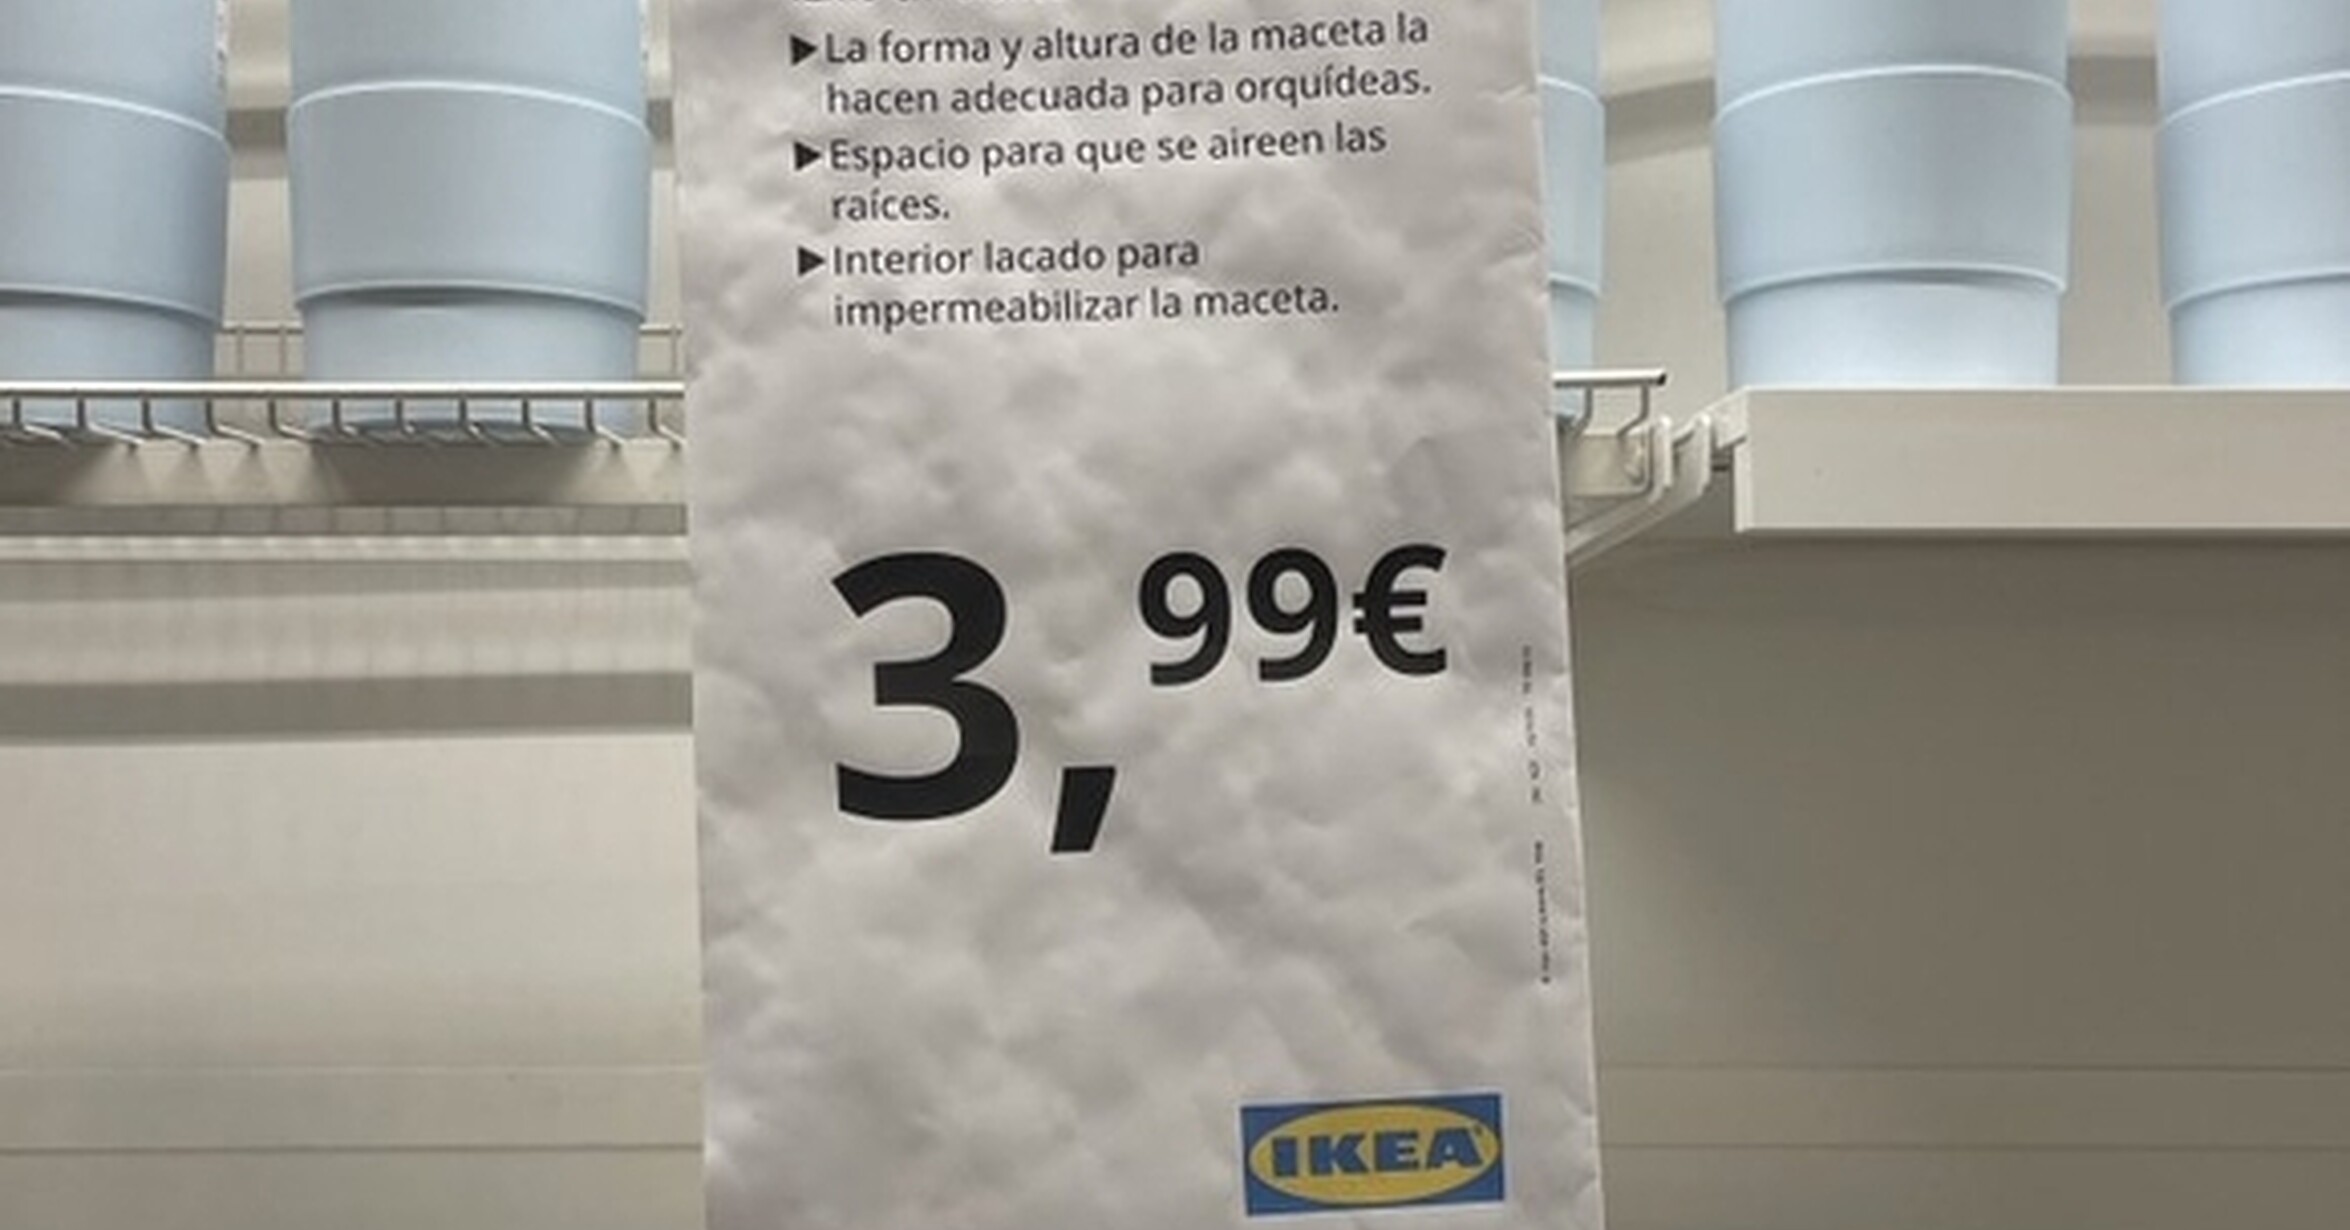 ▶La forma y altura de la maceta la
hacen adecuada para orquídeas.
▶Espacio para que se aireen las
raíces.
▶Interior lacado para
impermeabilizar la maceta.
3,99€
IKEA